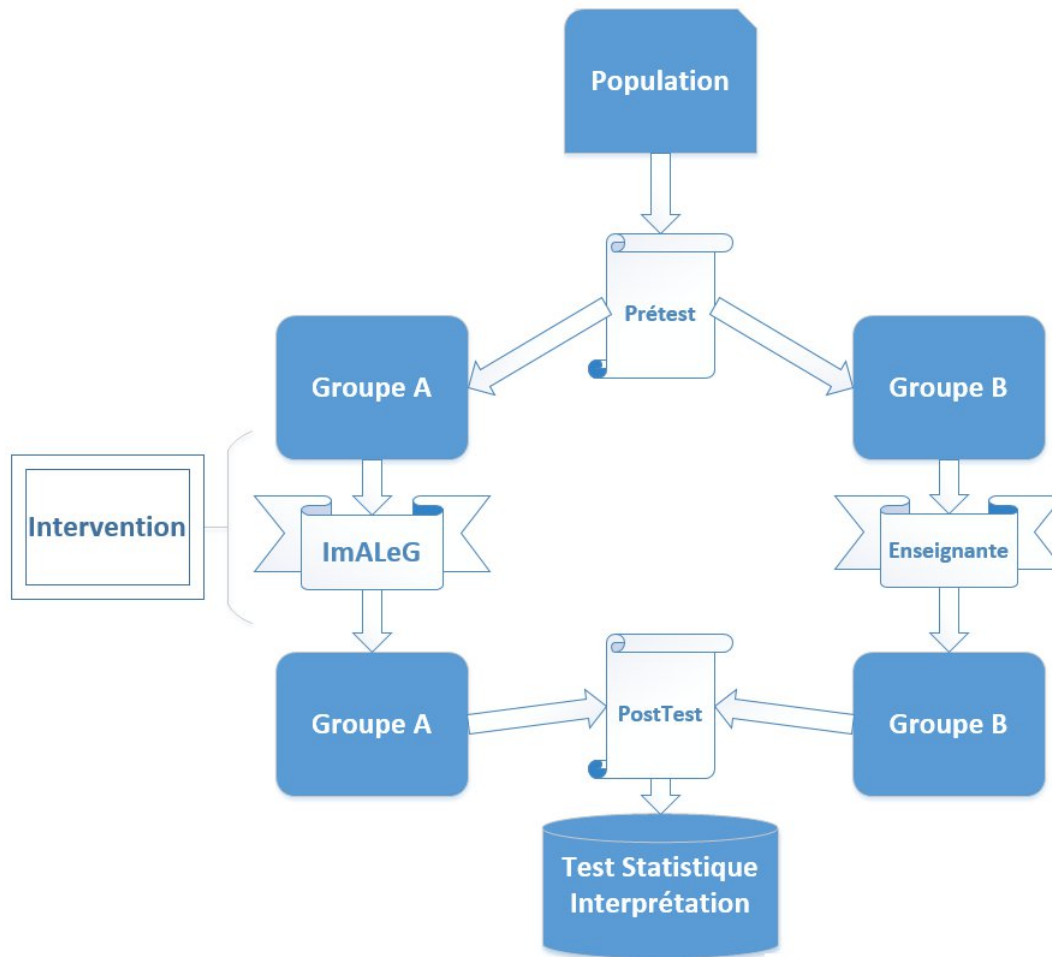 Population
Prétest
Groupe A
Groupe B
Intervention
ImALeG
Enseignante
Groupe A
PostTest
Groupe B
Test Statistique
Interprétation